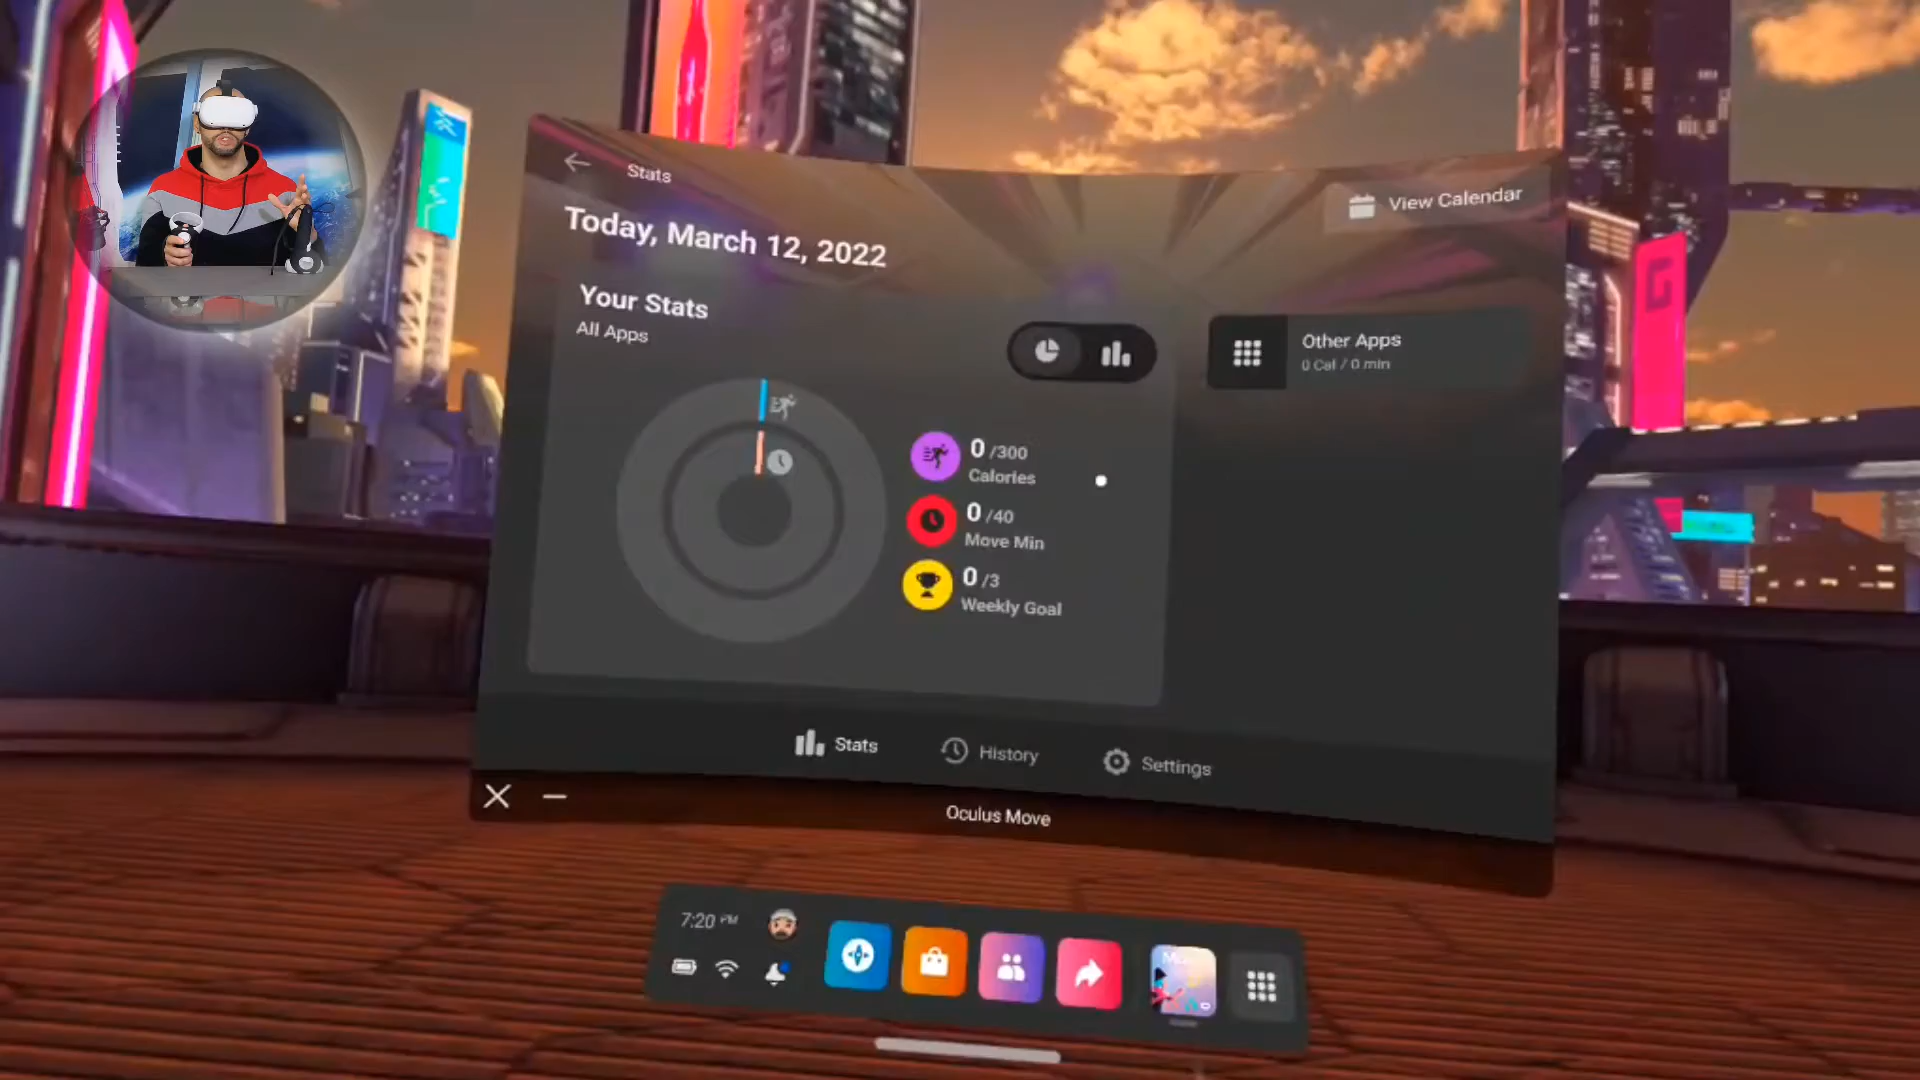 Stats
View Calendar
Today, March 12, 2022
Your Stats
All Apps
Other Apps
0 Cal / 0 min
0 /300
Calories
0 /40
Move Min
0 /3
Weekly Goal
Stats
History
Settings
Oculus Move
7:20 PM